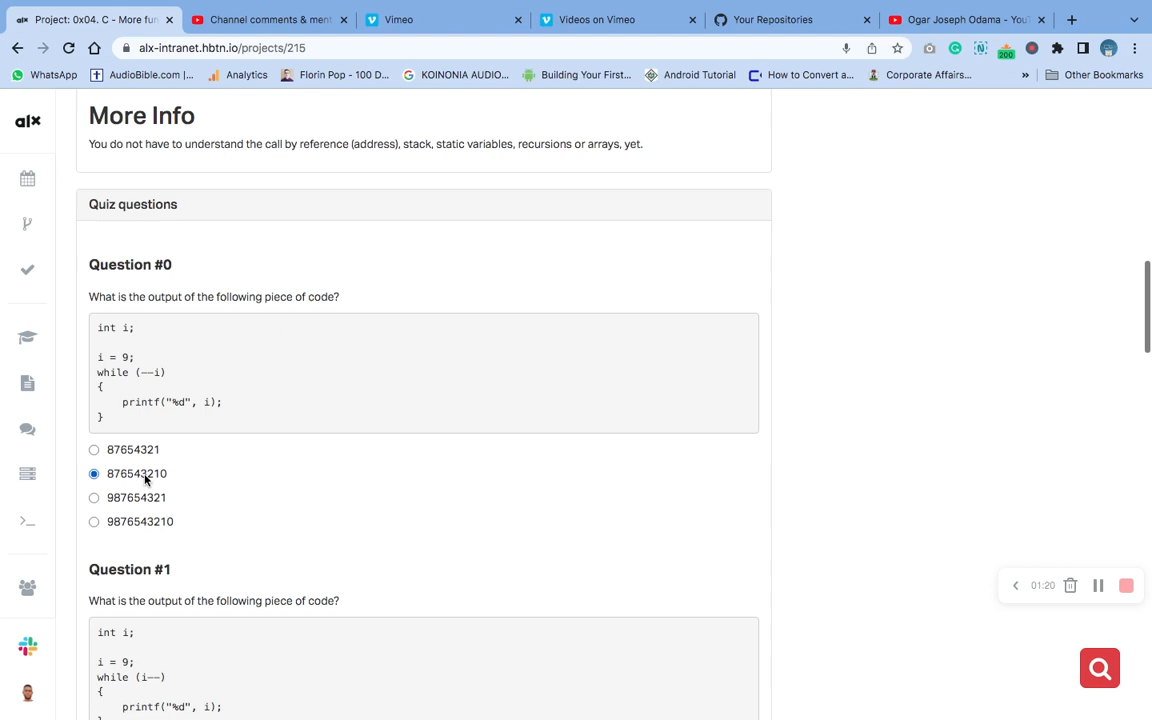 Project: 0x04. C - More fun
Channel comments & ment
Vimeo
Videos on Vimeo
Your Repositories
Ogar Joseph Odama - You
alx-intranet.hbtn.io/projects/215
200
WhatsApp
AudioBible.com |...
Analytics
Florin Pop - 100 D...
KOINONIA AUDIO...
Building Your First...
Android Tutorial
How to Convert a...
Corporate Affairs...
»
Other Bookmarks
alx
More Info
You do not have to understand the call by reference (address), stack, static variables, recursions or arrays, yet.
Quiz questions
Question #0
What is the output of the following piece of code?
int i;
i = 9;
while (--i)
{
printf("%d", i);
}
87654321
876543210
987654321
9876543210
Question #1
What is the output of the following piece of code?
int i;
i = 9;
while (i--)
{
printf("%d", i);
01:20